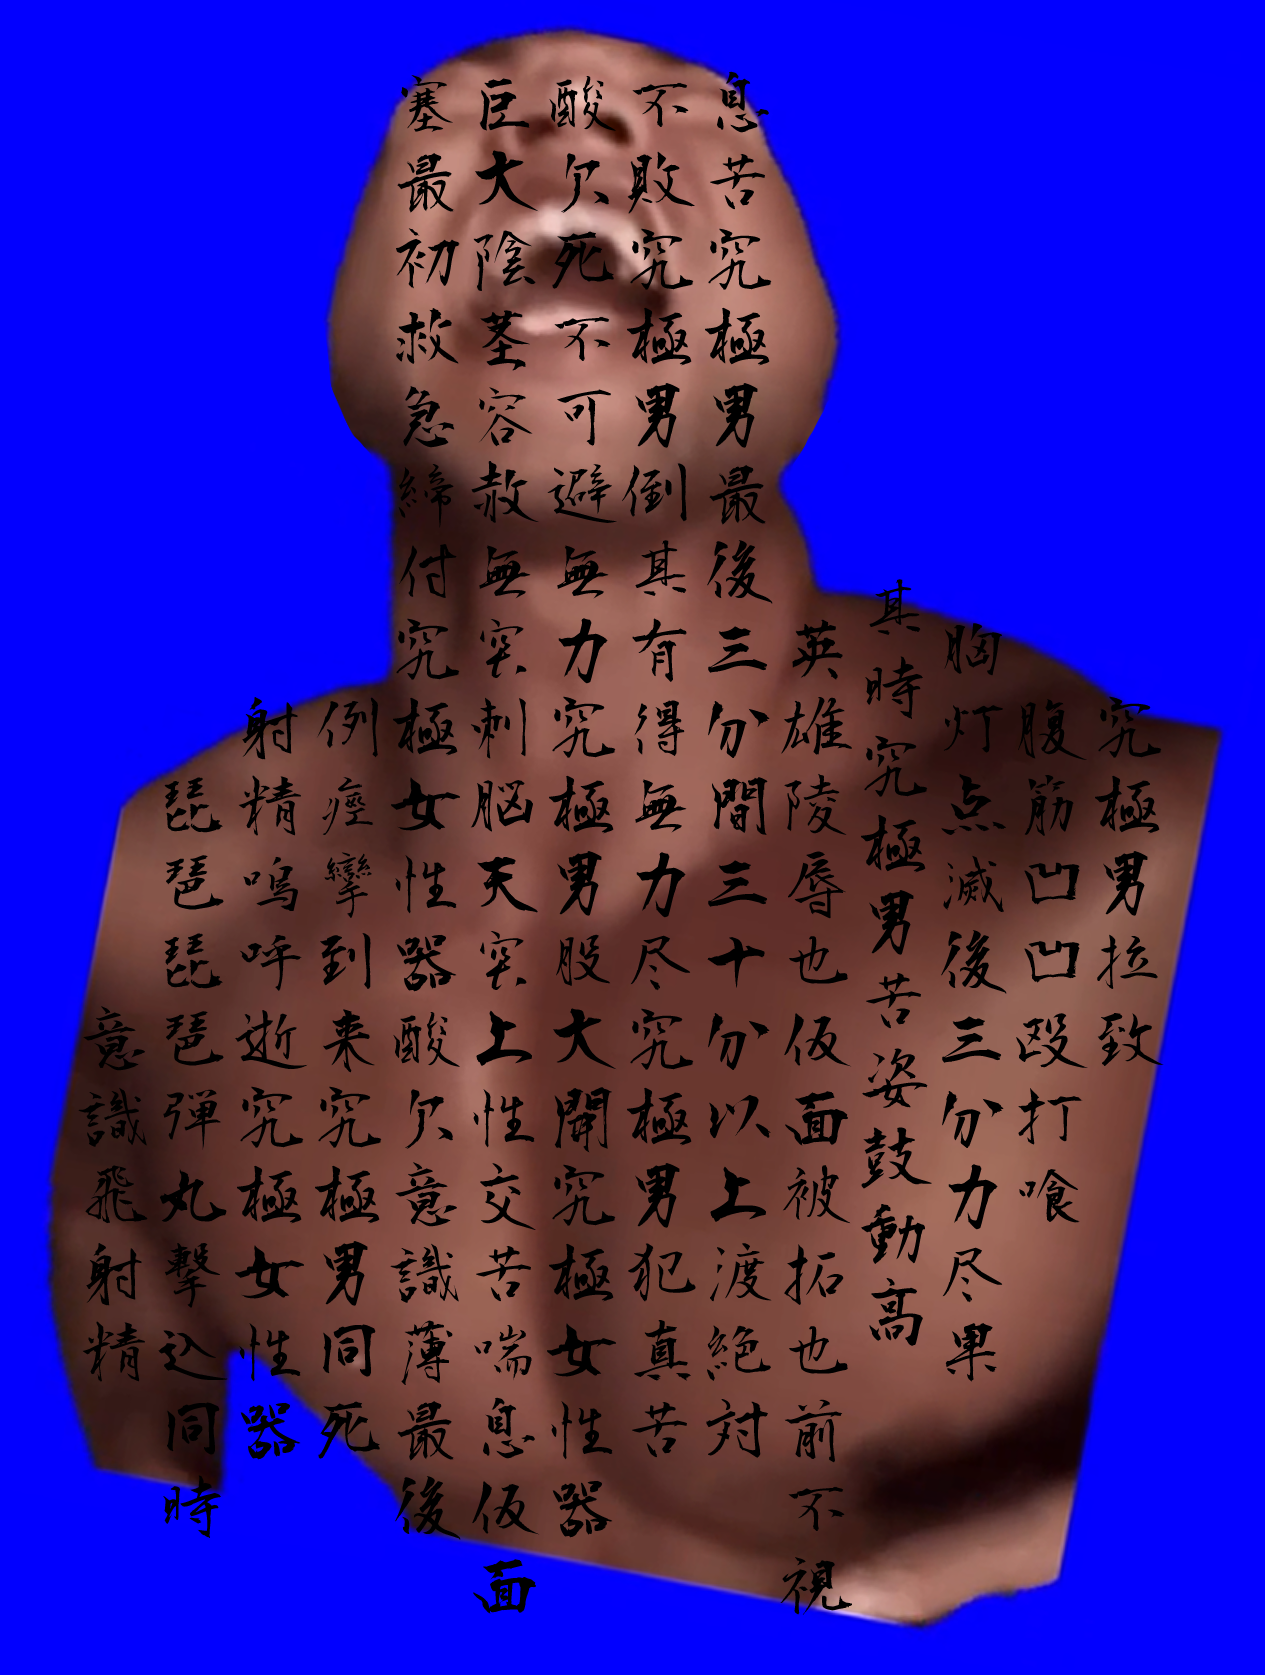 究極男拉致
腹筋凹凹殴打喰
胸灯点滅後三分力尽果
其時究極男苦姿鼓動高
英雄陵辱也仮面被拓也前不視
息苦究極男最後三分間三十分以上渡絶対
不敗究極男倒其有得無力尽究極男犯真苦
酸欠死不可避無力究極男股大開究極女性器
巨大陰茎容赦無突刺脳天突上性交苦喘息仮面
塞最初救急締付究極女性器酸欠意識薄最後
例痙攣到来究極男同死
射精嗚呼逝究極女性器
琵琶琵琶弾丸撃込同時
意識飛射精